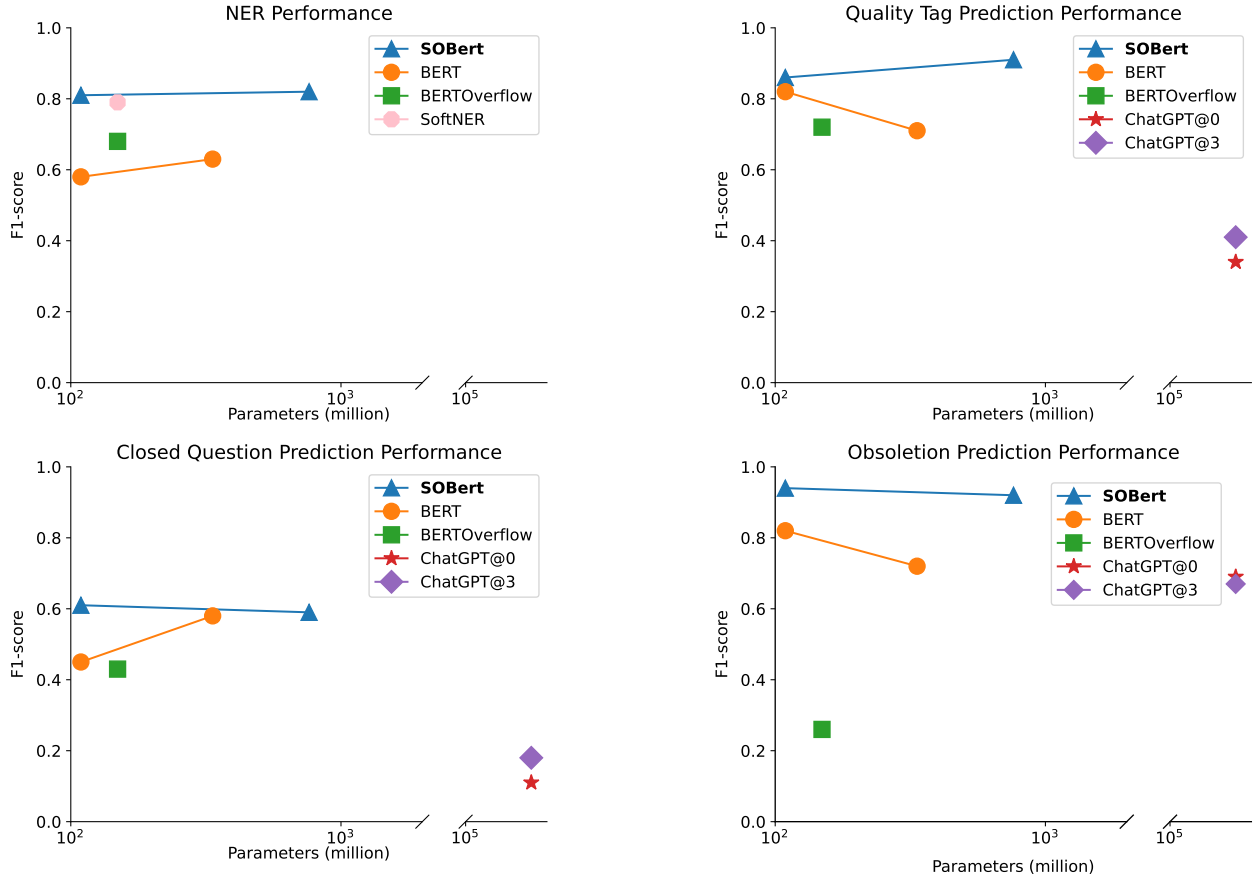 NER Performance
1.0
0.8
0.6
0.4
0.2
0.0
F1-score
10²
10³
10⁵
Parameters (million)
SOBert
BERT
BERTOverflow
SoftNER
Quality Tag Prediction Performance
1.0
0.8
0.6
0.4
0.2
0.0
F1-score
10²
10³
10⁵
Parameters (million)
SOBert
BERT
BERTOverflow
ChatGPT@0
ChatGPT@3
Closed Question Prediction Performance
1.0
0.8
0.6
0.4
0.2
0.0
F1-score
10²
10³
10⁵
Parameters (million)
SOBert
BERT
BERTOverflow
ChatGPT@0
ChatGPT@3
Obsoletion Prediction Performance
1.0
0.8
0.6
0.4
0.2
0.0
F1-score
10²
10³
10⁵
Parameters (million)
SOBert
BERT
BERTOverflow
ChatGPT@0
ChatGPT@3